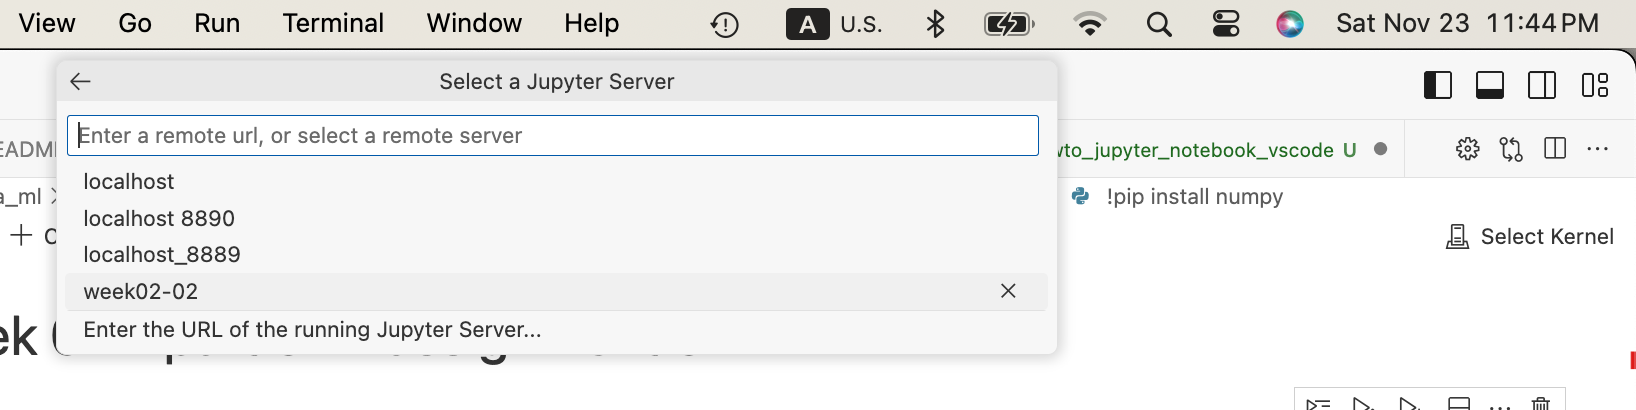 View Go Run Terminal Window Help A U.S. Sat Nov 23 11:44 PM
Select a Jupyter Server
Enter a remote url, or select a remote server
localhost
localhost 8890
localhost_8889
week02-02
Enter the URL of the running Jupyter Server...
wto_jupyter_notebook_vscode U
a_ml
!pip install numpy
Select Kernel
ek